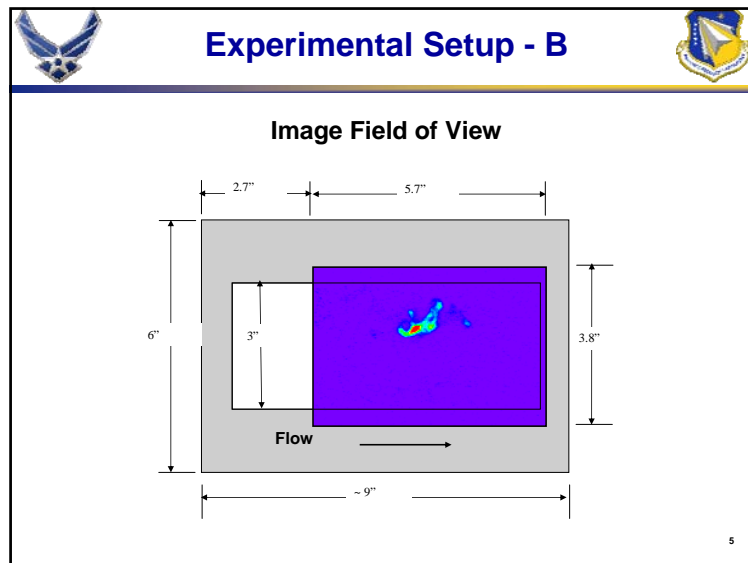 Experimental Setup - B
Image Field of View
2.7”
5.7”
6”
3”
3.8”
Flow
~ 9”
5